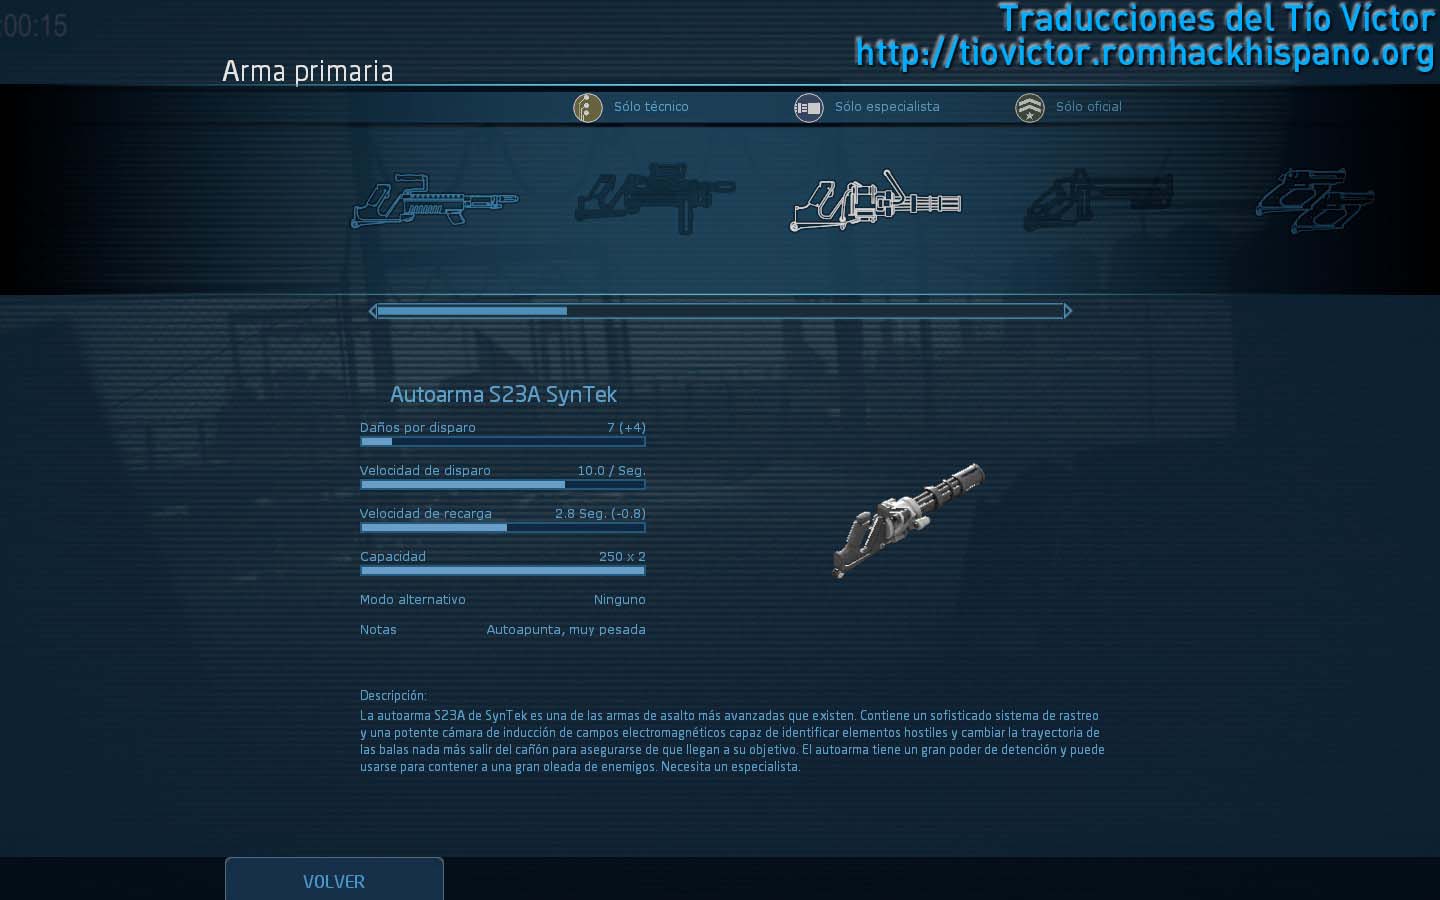 :00:15
Traducciones del Tío Víctor
http://tiovictor.romhackhispano.org
Arma primaria
Sólo técnico
Sólo especialista
Sólo oficial
Autoarma S23A SynTek
Daños por disparo 7 (+4)
Velocidad de disparo 10.0 / Seg.
Velocidad de recarga 2.8 Seg. (-0.8)
Capacidad 250 x 2
Modo alternativo Ninguno
Notas Autoapunta, muy pesada
Descripción:
La autoarma S23A de SynTek es una de las armas de asalto más avanzadas que existen. Contiene un sofisticado sistema de rastreo
y una potente cámara de inducción de campos electromagnéticos capaz de identificar elementos hostiles y cambiar la trayectoria de
las balas nada más salir del cañón para asegurarse de que llegan a su objetivo. El autoarma tiene un gran poder de detención y puede
usarse para contener a una gran oleada de enemigos. Necesita un especialista.
VOLVER